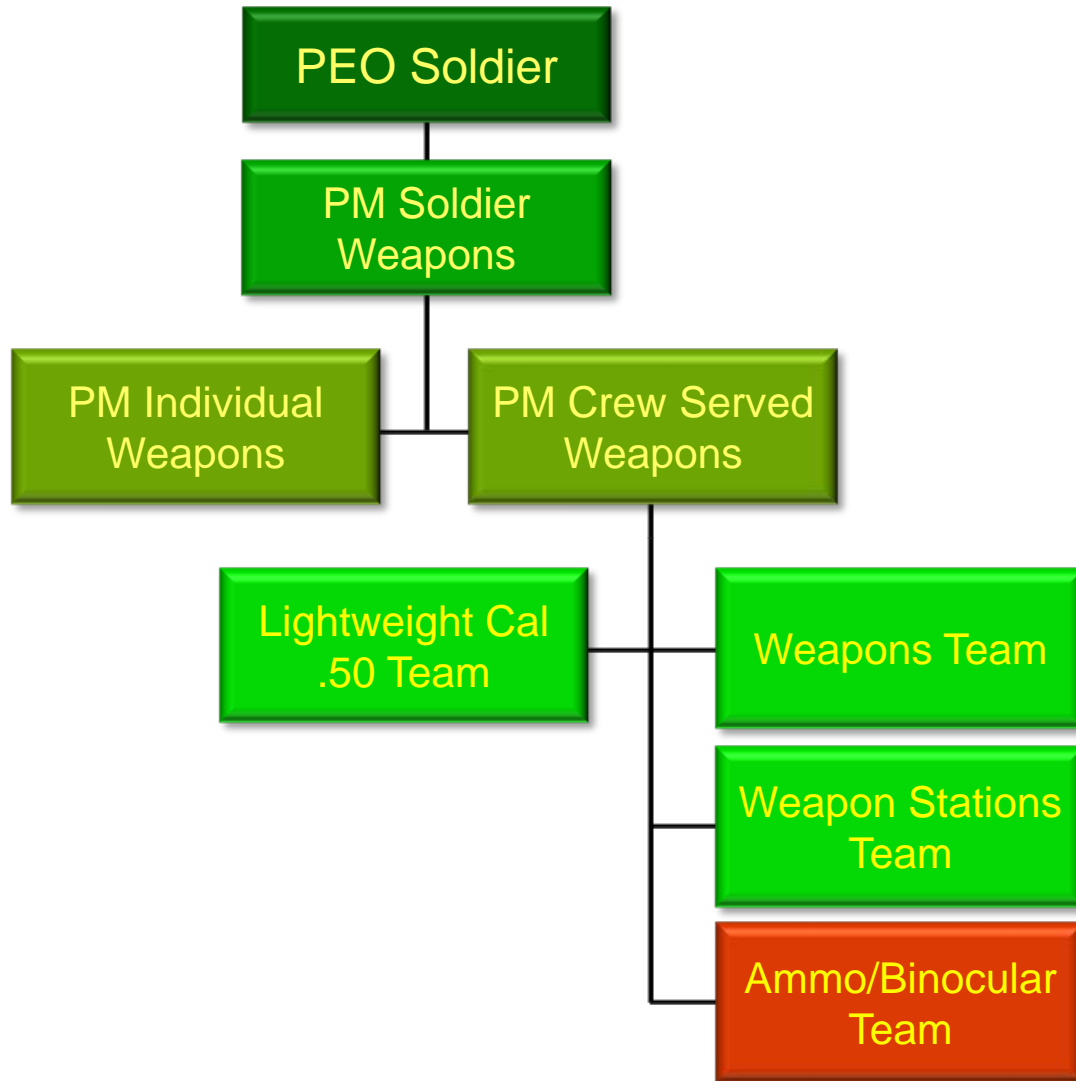 PEO Soldier
PM Soldier
Weapons
PM Individual
Weapons
PM Crew Served
Weapons
Lightweight Cal
.50 Team
Weapons Team
Weapon Stations
Team
Ammo/Binocular
Team